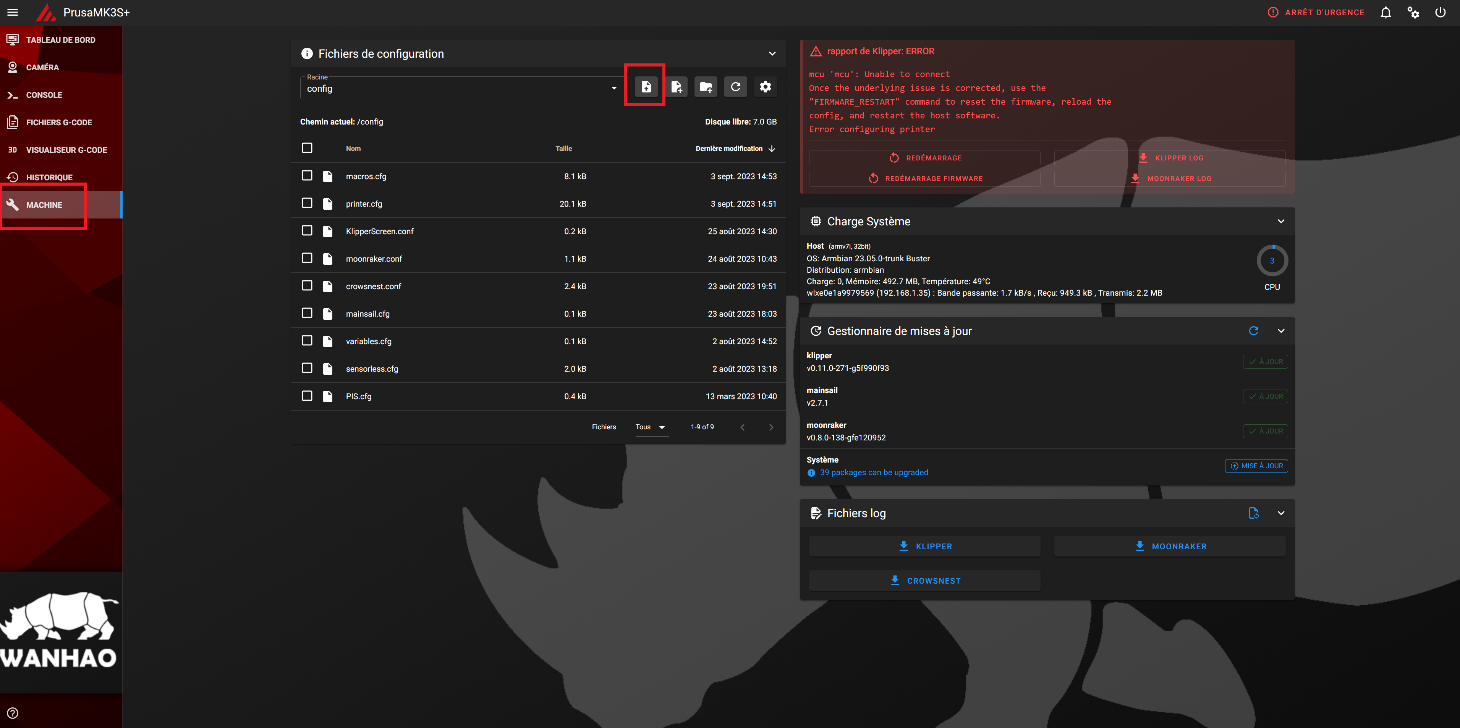 PrusaMK3S+
ARRÊT D'URGENCE
TABLEAU DE BORD
CAMÉRA
CONSOLE
FICHIERS G-CODE
3D VISUALISEUR G-CODE
HISTORIQUE
MACHINE
WANHAO
Fichiers de configuration
Racine
config
Chemin actuel: /config Disque libre: 7.0 GB
Nom Taille Dernière modification
macros.cfg 8.1 kB 3 sept. 2023 14:53
printer.cfg 20.1 kB 3 sept. 2023 14:51
KlipperScreen.conf 0.2 kB 25 août 2023 14:30
moonraker.conf 1.1 kB 24 août 2023 10:43
crowsnest.conf 2.4 kB 23 août 2023 19:51
mainsail.cfg 0.1 kB 23 août 2023 18:03
variables.cfg 0.1 kB 2 août 2023 14:52
sensorless.cfg 2.0 kB 2 août 2023 13:18
PIS.cfg 0.4 kB 13 mars 2023 10:40
Fichiers Tous 1-9 of 9
rapport de Klipper: ERROR
mcu 'mcu': Unable to connect
Once the underlying issue is corrected, use the
"FIRMWARE_RESTART" command to reset the firmware, reload the
config, and restart the host software.
Error configuring printer
REDÉMARRAGE KLIPPER LOG
REDÉMARRAGE FIRMWARE MOONRAKER LOG
Charge Système
Host (armv7l, 32bit)
OS: Armbian 23.05.0-trunk Buster
Distribution: armbian
Charge: 0, Mémoire: 492.7 MB, Température: 49°C
wlxe0e1a9979569 (192.168.1.35) : Bande passante: 1.7 kB/s , Reçu: 949.3 kB , Transmis: 2.2 MB
3
CPU
Gestionnaire de mises à jour
klipper
v0.11.0-271-g5f990f93
À JOUR
mainsail
v2.7.1
À JOUR
moonraker
v0.8.0-138-gfe120952
À JOUR
Système
39 packages can be upgraded
MISE À JOUR
Fichiers log
KLIPPER MOONRAKER
CROWSNEST